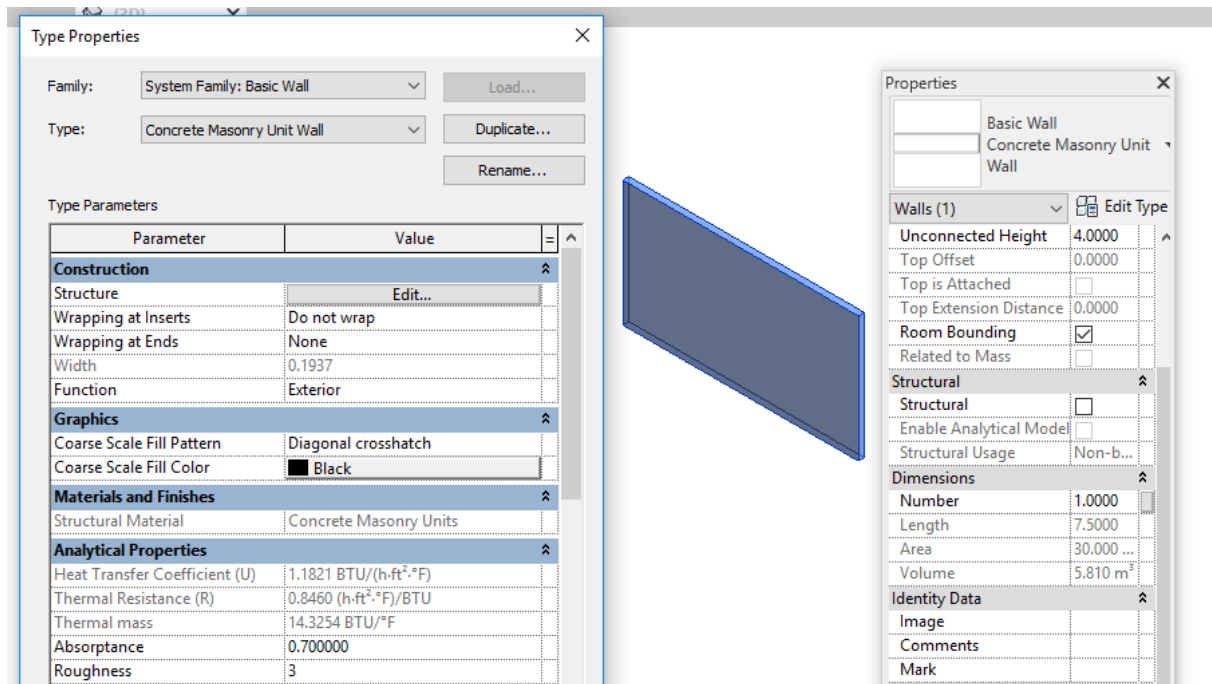 (3D)
Type Properties
Family: System Family: Basic Wall Load...
Type: Concrete Masonry Unit Wall Duplicate...
Rename...
Type Parameters
Parameter Value =
Construction
Structure Edit...
Wrapping at Inserts Do not wrap
Wrapping at Ends None
Width 0.1937
Function Exterior
Graphics
Coarse Scale Fill Pattern Diagonal crosshatch
Coarse Scale Fill Color Black
Materials and Finishes
Structural Material Concrete Masonry Units
Analytical Properties
Heat Transfer Coefficient (U) 1.1821 BTU/(h·ft²·°F)
Thermal Resistance (R) 0.8460 (h·ft²·°F)/BTU
Thermal mass 14.3254 BTU/°F
Absorptance 0.700000
Roughness 3
Properties
Basic Wall
Concrete Masonry Unit
Wall
Walls (1) Edit Type
Unconnected Height 4.0000
Top Offset 0.0000
Top is Attached
Top Extension Distance 0.0000
Room Bounding
Related to Mass
Structural
Structural
Enable Analytical Model
Structural Usage Non-b...
Dimensions
Number 1.0000
Length 7.5000
Area 30.000 ...
Volume 5.810 m³
Identity Data
Image
Comments
Mark